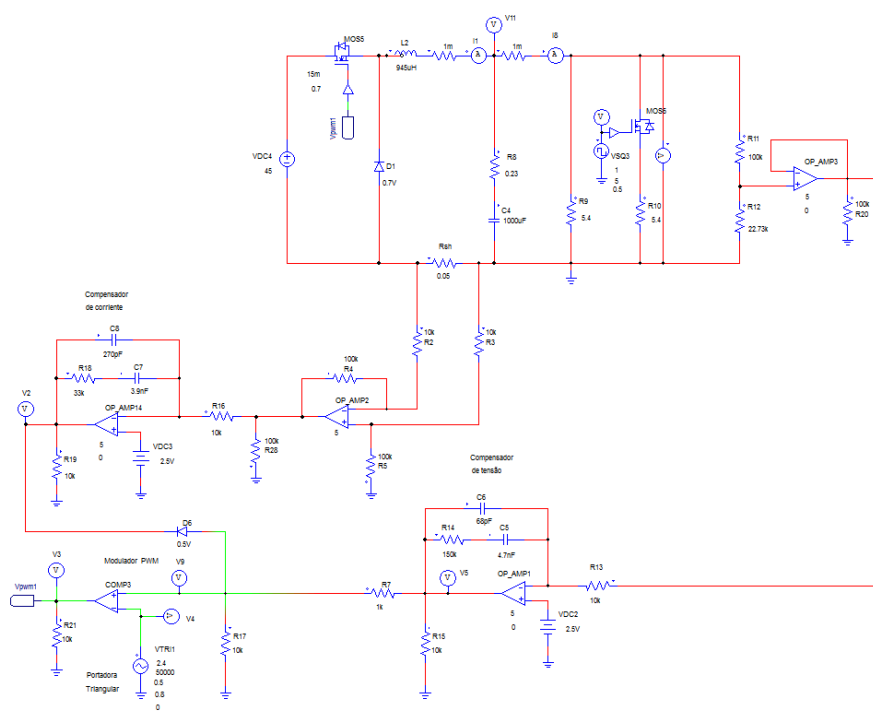 V11
MOS5
L2
1m
I1
1m
I8
15m
0.7
945uH
Vpwm1
MOS6
VDC4
45
D1
0.7V
R8
0.23
VSQ3
1
5
0.5
R11
100k
OP_AMP3
5
0
100k
R20
C4
1000uF
R9
5.4
R10
5.4
R12
22.73k
Rsh
0.05
Compensador
de corriente
C8
270pF
R18
33k
C7
3.9nF
10k
R2
10k
R3
100k
R4
V2
OP_AMP14
5
0
R16
10k
OP_AMP2
5
VDC3
2.5V
R19
10k
100k
R28
100k
R5
Compensador
de tensão
C6
68pF
R14
150k
C5
4.7nF
D6
0.5V
V3
Modulador PWM
V9
R7
1k
V5
OP_AMP1
5
0
R13
10k
Vpwm1
COMP3
V4
VDC2
2.5V
R21
10k
VTRI1
2.4
50000
0.5
0.8
0
R17
10k
R15
10k
Portadora
Triangular